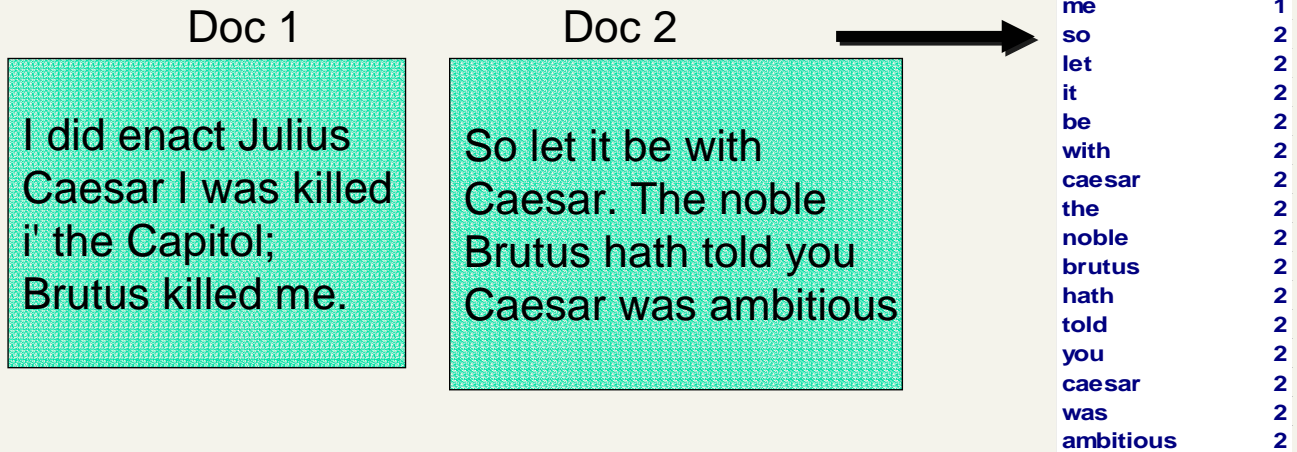 Doc 1
I did enact Julius
Caesar I was killed
i' the Capitol;
Brutus killed me.
Doc 2
So let it be with
Caesar. The noble
Brutus hath told you
Caesar was ambitious
me 1
so 2
let 2
it 2
be 2
with 2
caesar 2
the 2
noble 2
brutus 2
hath 2
told 2
you 2
caesar 2
was 2
ambitious 2